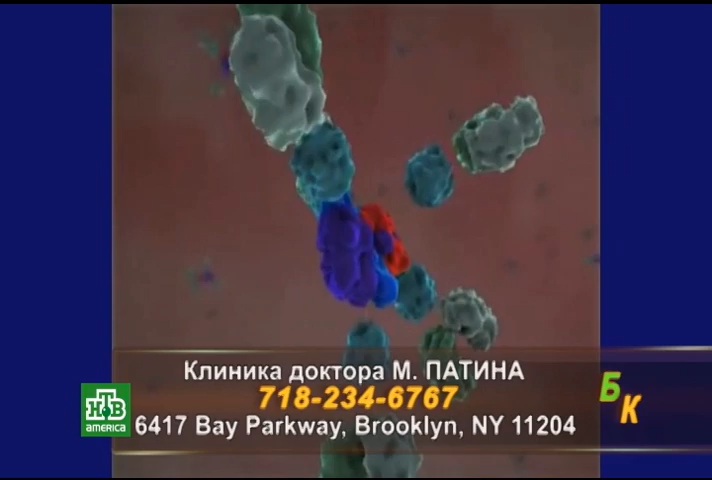 Клиника доктора М. ПАТИНА
718-234-6767
6417 Bay Parkway, Brooklyn, NY 11204
НТВ
AMERICA
БК